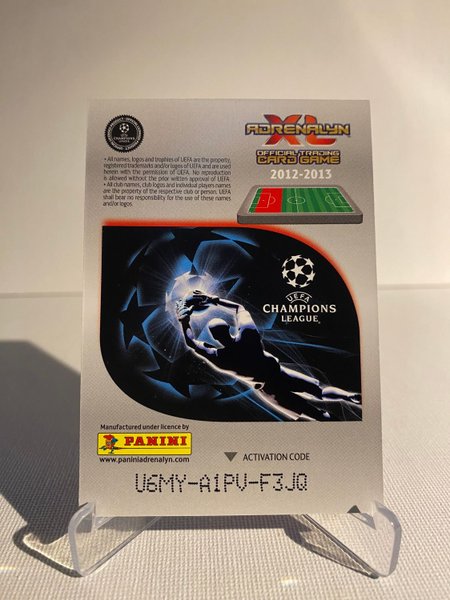 ADRENALYN
XL
OFFICIAL TRADING
CARD GAME
2012-2013
• All names, logos and trophies of UEFA are the property,
registered trademarks and/or logos of UEFA and are used
herein with the permission of UEFA. No reproduction
is allowed without the prior written approval of UEFA.
• All club names, club logos and individual players names
are the property of the respective club or person. UEFA
shall bear no responsibility for the use of these names
and/or logos.
UEFA
CHAMPIONS
LEAGUE
Manufactured under licence by
PANINI
www.paniniadrenalyn.com
ACTIVATION CODE
U6MY-A1PV-F3JQ